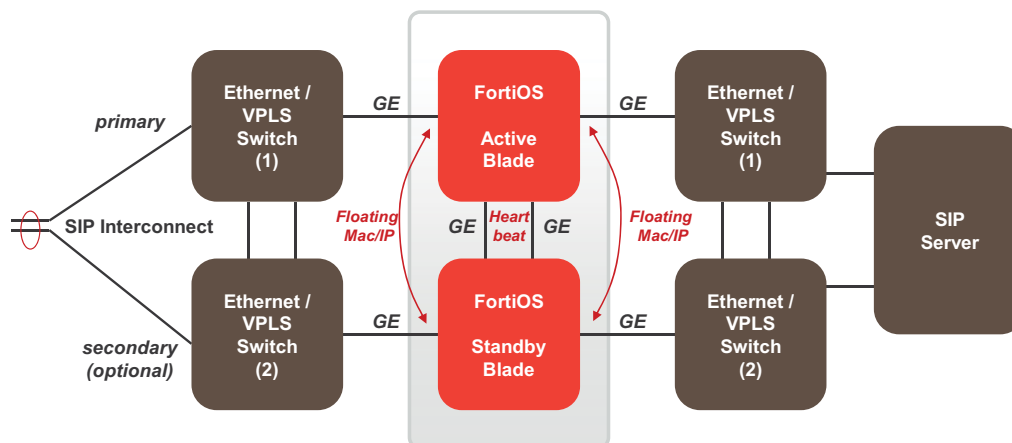 Ethernet /
VPLS
Switch
(1)
GE
FortiOS
Active
Blade
GE
Ethernet /
VPLS
Switch
(1)
primary
SIP Interconnect
Floating
Mac/IP
GE
Heart
beat
GE
Floating
Mac/IP
SIP
Server
secondary
(optional)
Ethernet /
VPLS
Switch
(2)
GE
FortiOS
Standby
Blade
GE
Ethernet /
VPLS
Switch
(2)